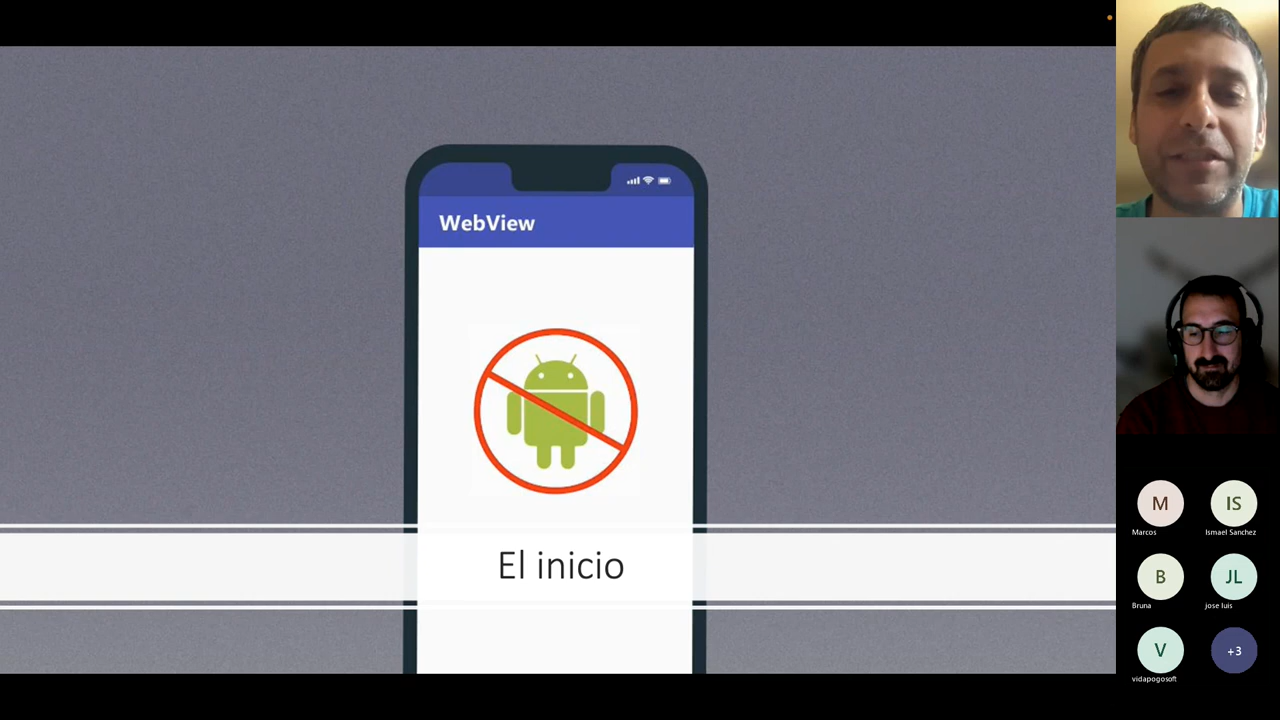 WebView
El inicio
M
IS
Marcos
Ismael Sanchez
B
JL
Bruna
jose luis
V
+3
vidapogosoft